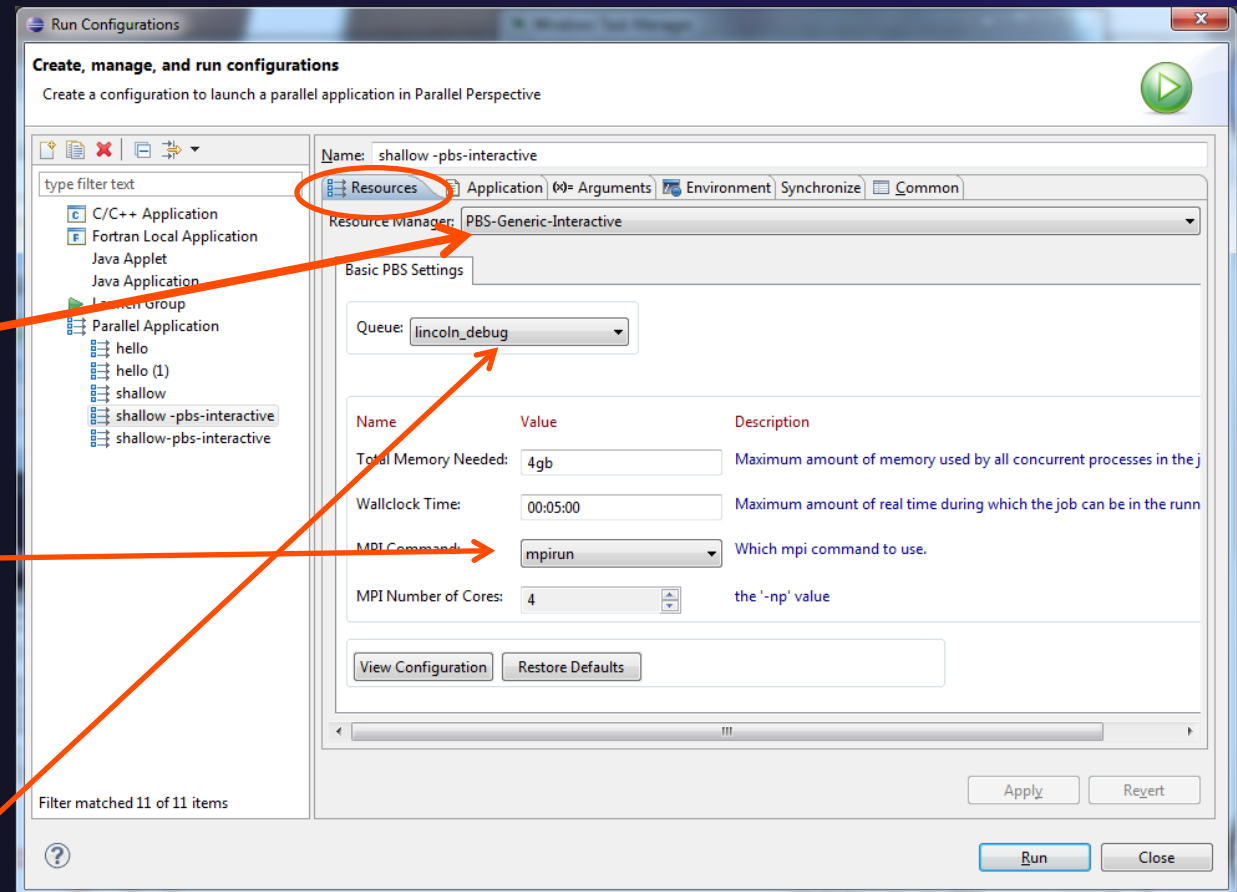 Run Configurations
Windows Task Manager
Create, manage, and run configurations
Create a configuration to launch a parallel application in Parallel Perspective
type filter text
C/C++ Application
Fortran Local Application
Java Applet
Java Application
Launch Group
Parallel Application
hello
hello (1)
shallow
shallow -pbs-interactive
shallow-pbs-interactive
Filter matched 11 of 11 items
Name: shallow -pbs-interactive
Resources Application (x)= Arguments Environment Synchronize Common
Resource Manager: PBS-Generic-Interactive
Basic PBS Settings
Queue: lincoln_debug
Name Value Description
Total Memory Needed: 4gb Maximum amount of memory used by all concurrent processes in the j
Wallclock Time: 00:05:00 Maximum amount of real time during which the job can be in the runn
MPI Command: mpirun Which mpi command to use.
MPI Number of Cores: 4 the '-np' value
View Configuration Restore Defaults
Apply Revert
Run Close